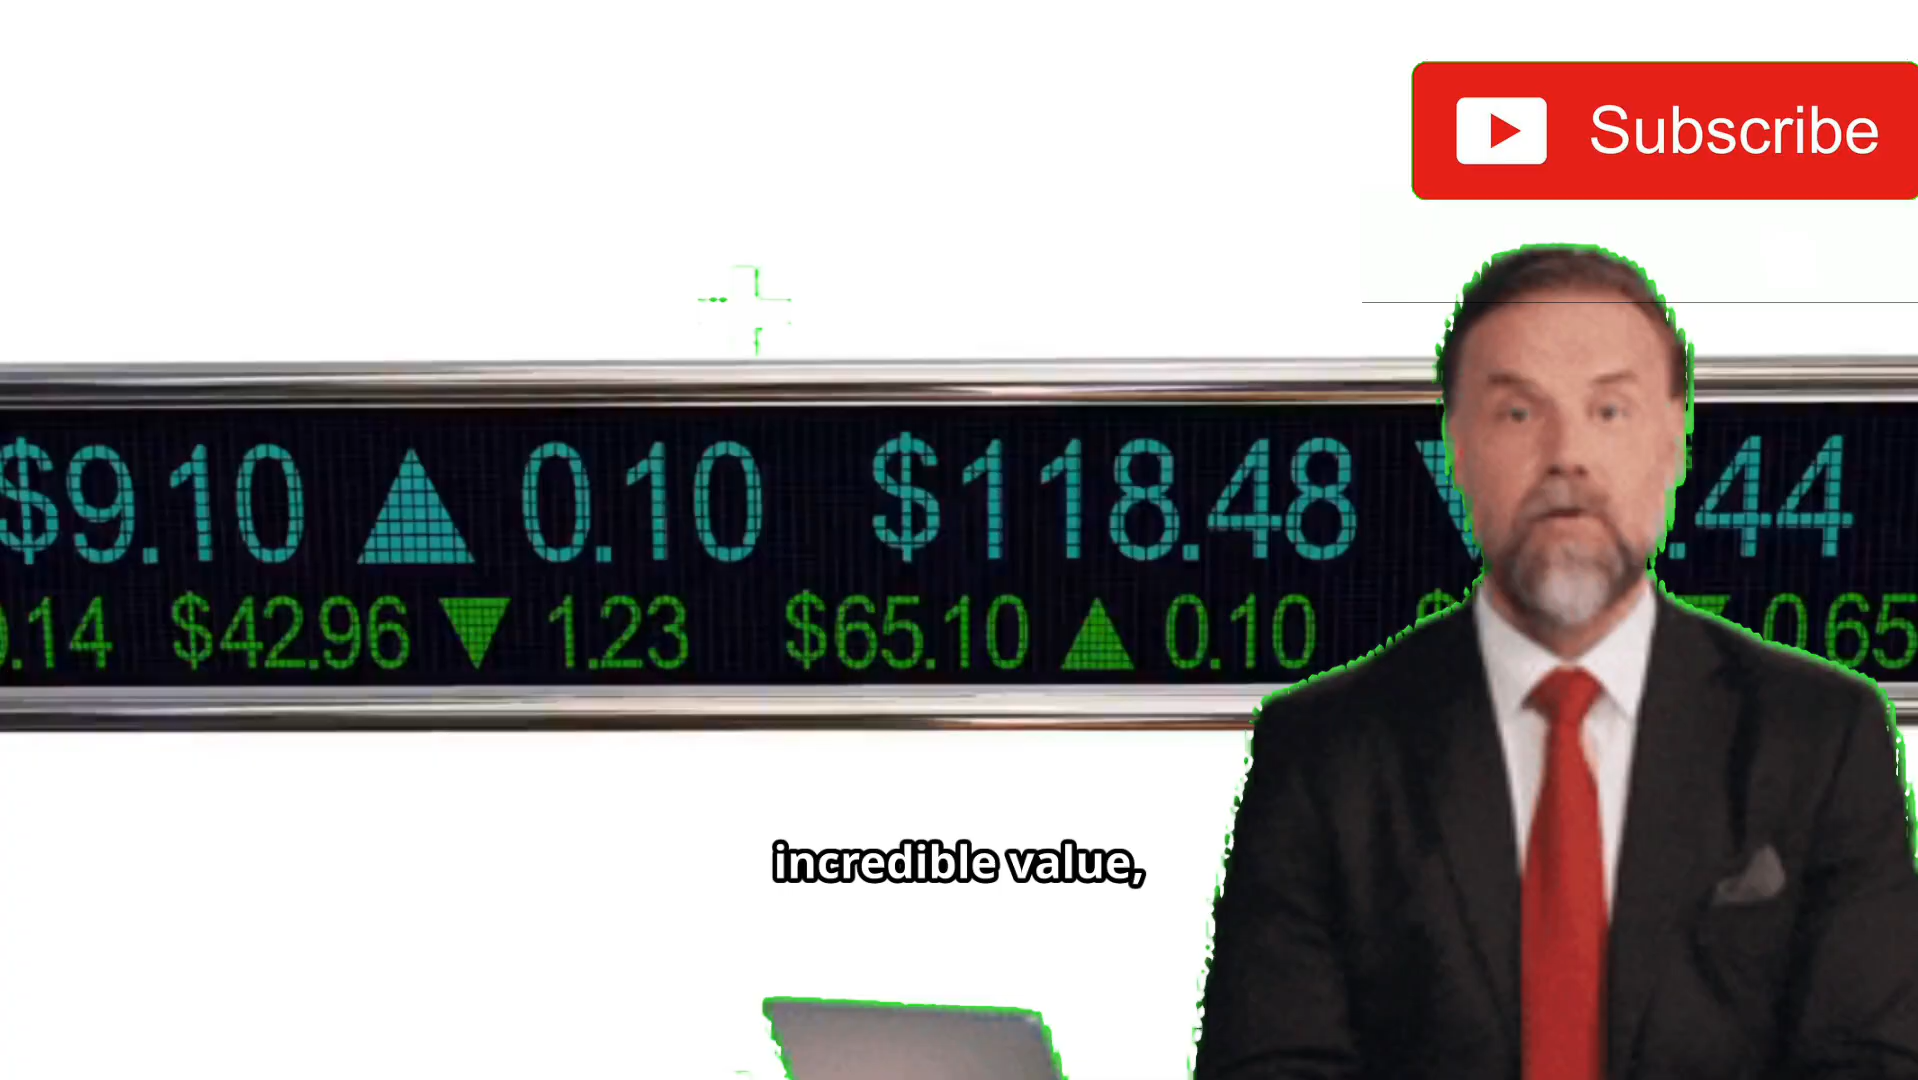 Subscribe
$9.10 ▲ 0.10 $118.48 ▼ .44
0.14 $42.96 ▼ 1.23 $65.10 ▲ 0.10 $ ▼ 0.65
incredible value,